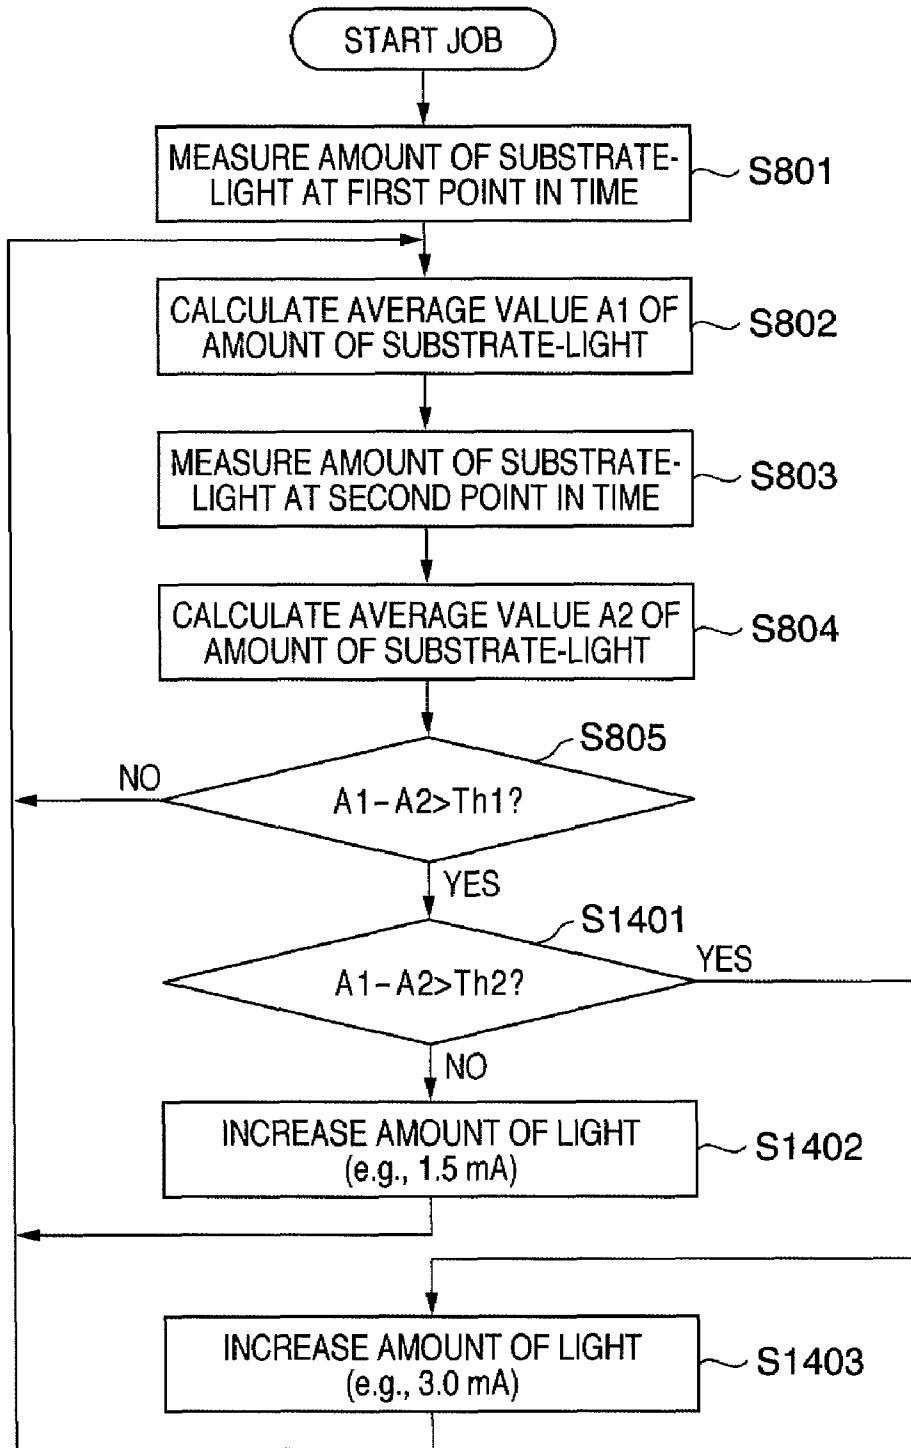 START JOB
MEASURE AMOUNT OF SUBSTRATE-
LIGHT AT FIRST POINT IN TIME
S801
CALCULATE AVERAGE VALUE A1 OF
AMOUNT OF SUBSTRATE-LIGHT
S802
MEASURE AMOUNT OF SUBSTRATE-
LIGHT AT SECOND POINT IN TIME
S803
CALCULATE AVERAGE VALUE A2 OF
AMOUNT OF SUBSTRATE-LIGHT
S804
S805
NO
A1-A2>Th1?
YES
S1401
YES
A1-A2>Th2?
NO
INCREASE AMOUNT OF LIGHT
(e.g., 1.5 mA)
S1402
INCREASE AMOUNT OF LIGHT
(e.g., 3.0 mA)
S1403